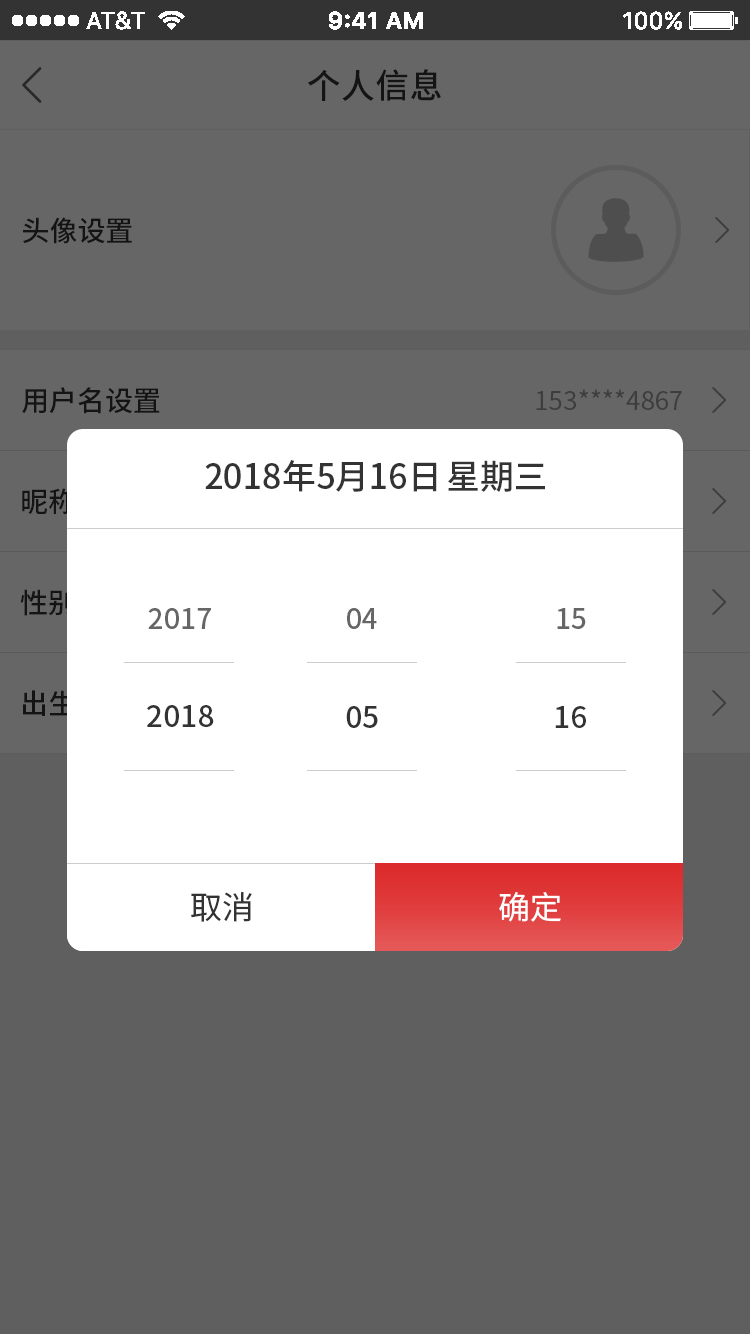 AT&T 9:41 AM 100%
个人信息
头像设置
用户名设置 153****4867
昵称
性别
出生
2018年5月16日 星期三
2017 04 15
2018 05 16
取消 确定